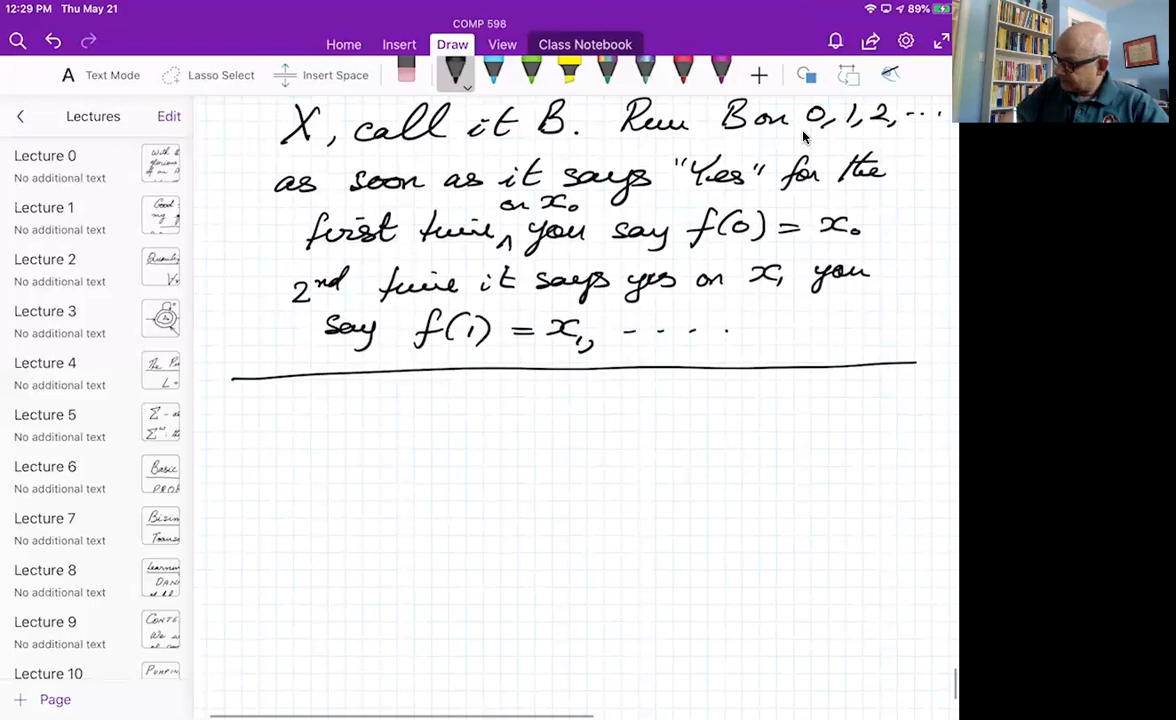 12:29 PM Thu May 21
89%
COMP 598
Home Insert Draw View Class Notebook
A Text Mode Lasso Select Insert Space
Lectures Edit
Lecture 0
No additional text
Lecture 1
No additional text
Lecture 2
No additional text
Lecture 3
No additional text
Lecture 4
No additional text
Lecture 5
No additional text
Lecture 6
No additional text
Lecture 7
No additional text
Lecture 8
No additional text
Lecture 9
No additional text
Lecture 10
+ Page
X, call it B. Run B on 0, 1, 2, ...
as soon as it says "Yes" for the
on x₀
first time, ^ you say f(0) = x₀
2nd time it says yes on x₁ you
say f(1) = x₁, - - - .